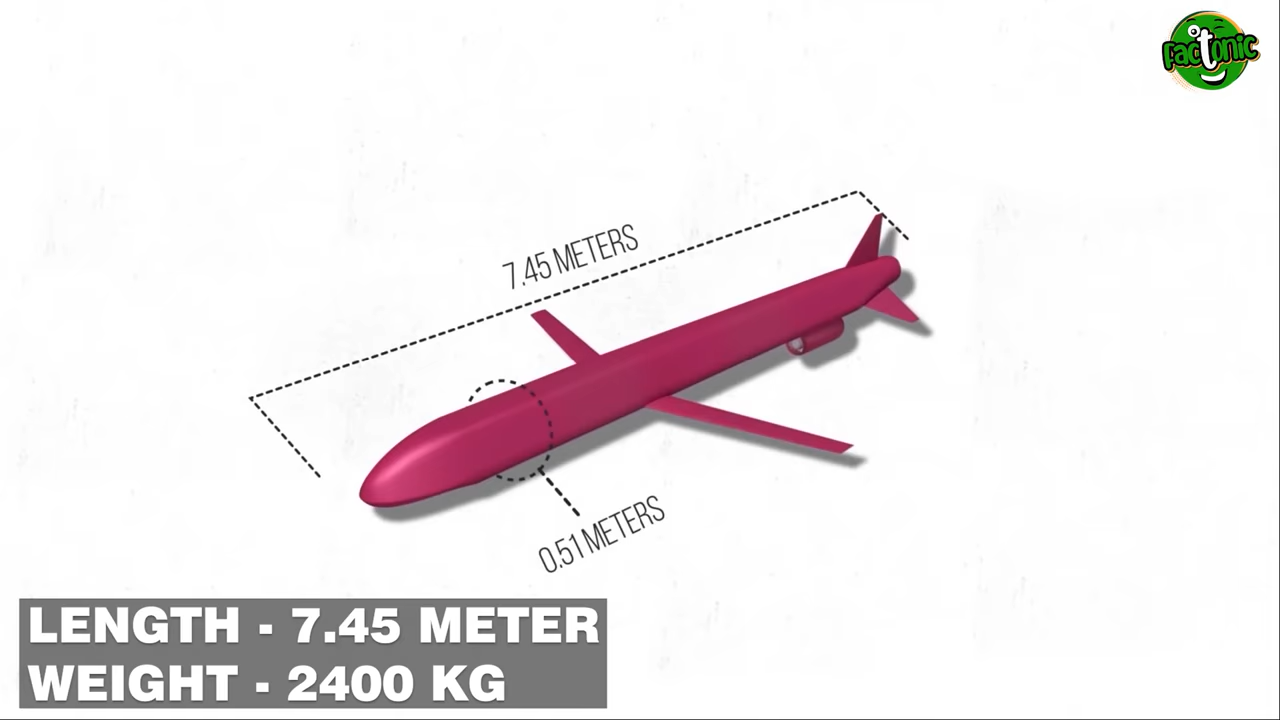 Factonic
7.45 METERS
0.51 METERS
LENGTH - 7.45 METER
WEIGHT - 2400 KG